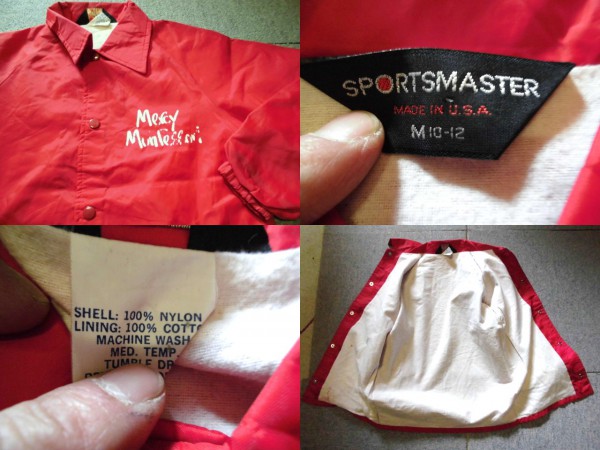 Mercy
Montessori
SPORTSMASTER
MADE IN U.S.A.
M 10-12
SHELL: 100% NYLON
LINING: 100% COTTO
MACHINE WASH
MED. TEMP.
TUMBLE DR